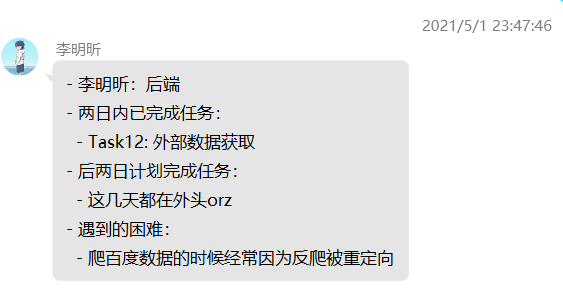 2021/5/1 23:47:46
李明昕
- 李明昕：后端
- 两日内已完成任务：
- Task12: 外部数据获取
- 后两日计划完成任务：
- 这几天都在外头orz
- 遇到的困难：
- 爬百度数据的时候经常因为反爬被重定向